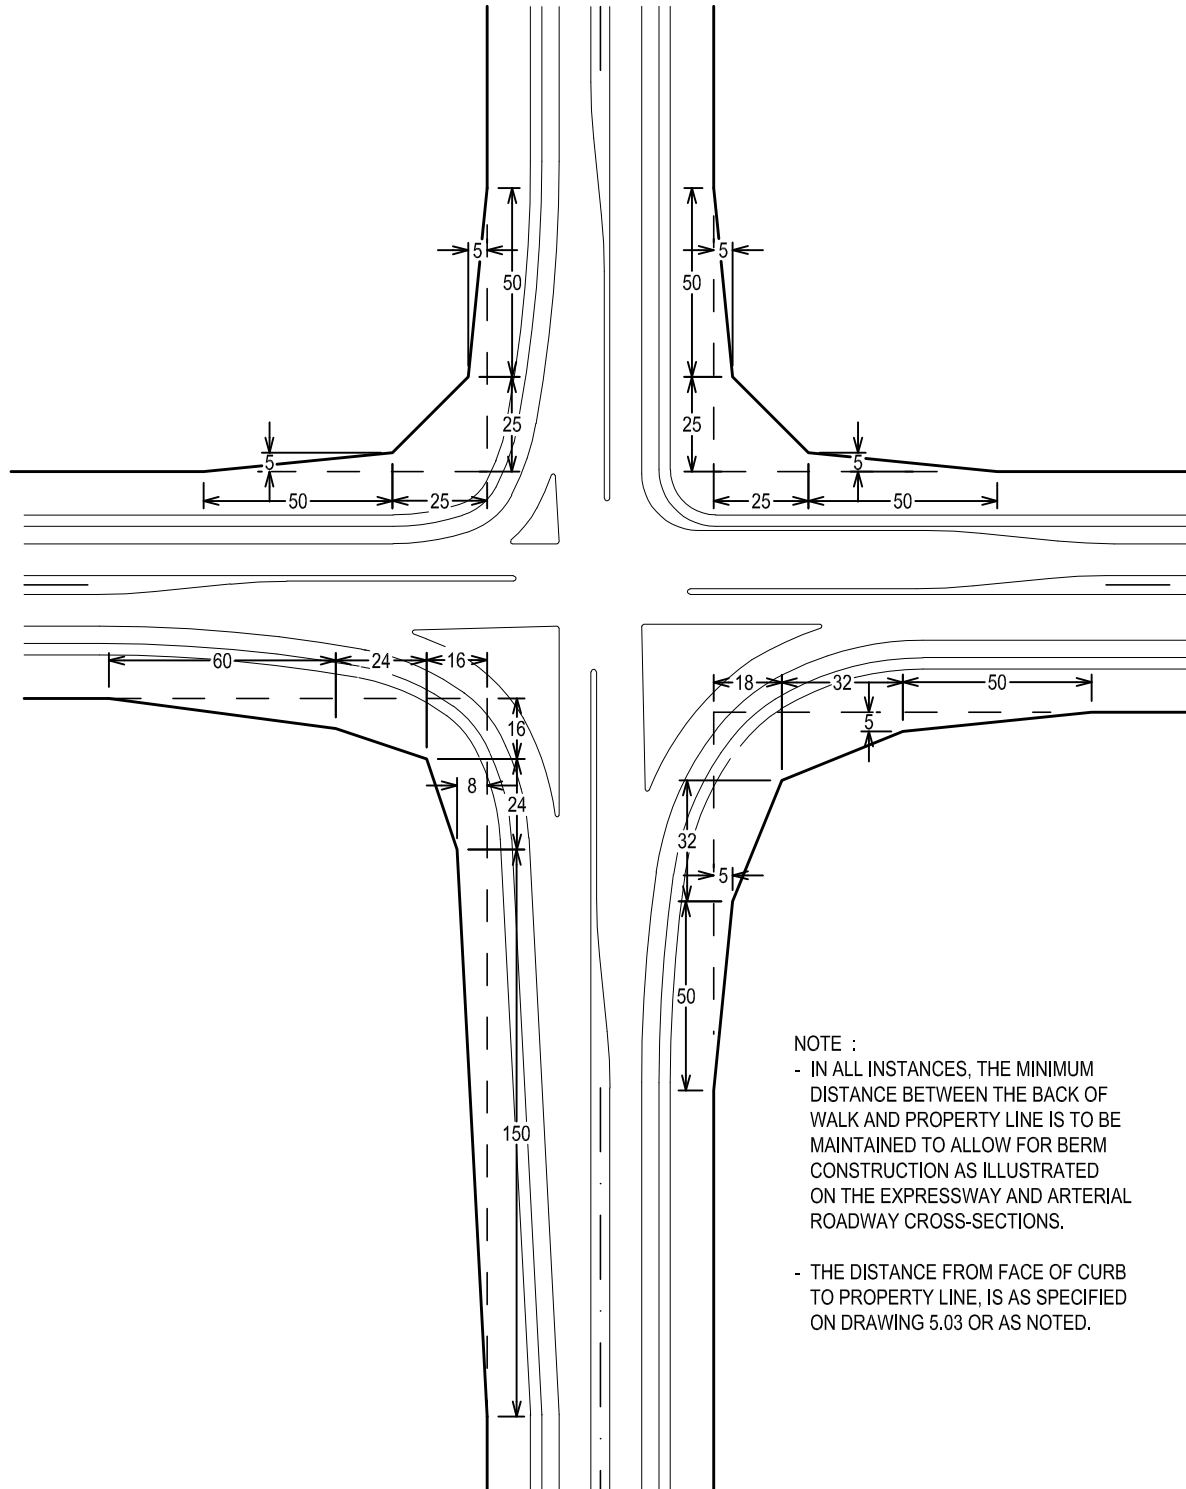 5
5
50
50
25
25
5
5
50
25
25
50
60
24
16
18
32
50
16
5
8
24
32
5
50
150
NOTE :
- IN ALL INSTANCES, THE MINIMUM
DISTANCE BETWEEN THE BACK OF
WALK AND PROPERTY LINE IS TO BE
MAINTAINED TO ALLOW FOR BERM
CONSTRUCTION AS ILLUSTRATED
ON THE EXPRESSWAY AND ARTERIAL
ROADWAY CROSS-SECTIONS.
- THE DISTANCE FROM FACE OF CURB
TO PROPERTY LINE, IS AS SPECIFIED
ON DRAWING 5.03 OR AS NOTED.